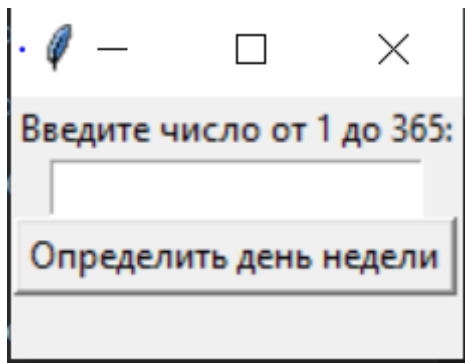 Введите число от 1 до 365:
Определить день недели